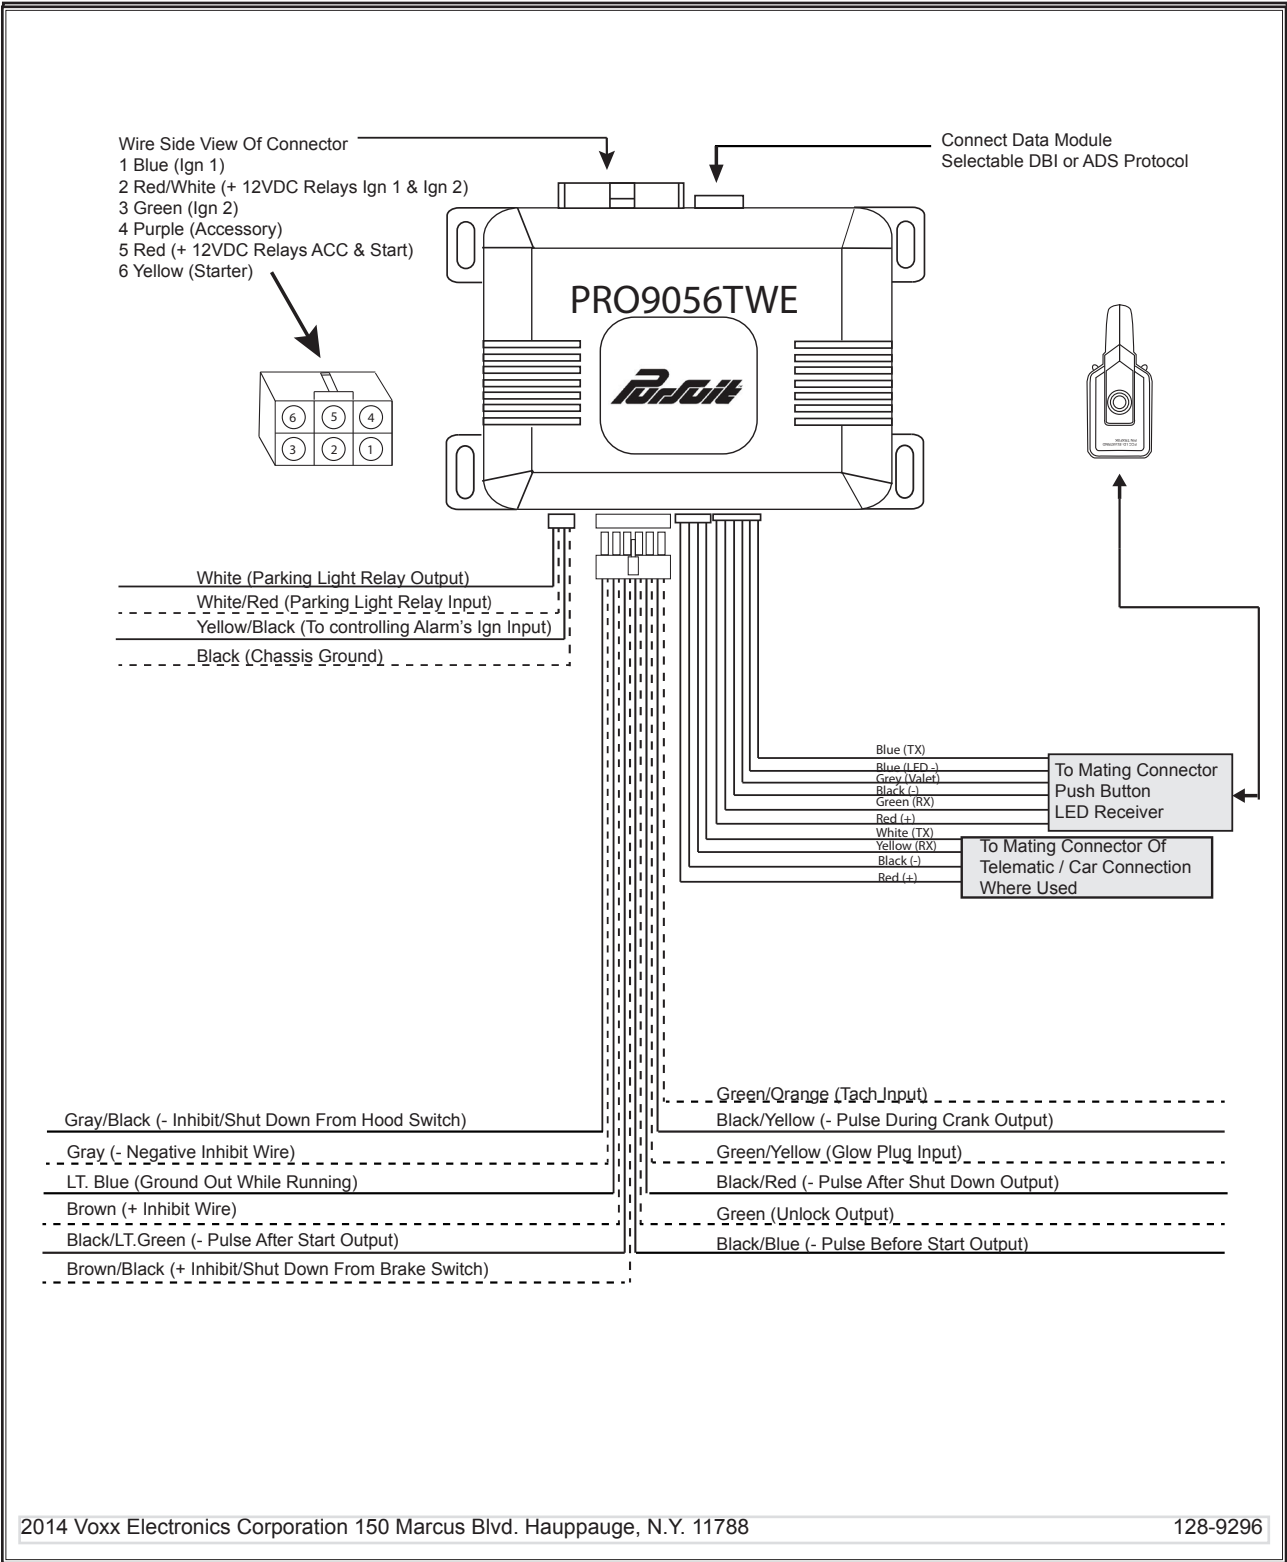 Wire Side View Of Connector
1 Blue (Ign 1)
2 Red/White (+ 12VDC Relays Ign 1 & Ign 2)
3 Green (Ign 2)
4 Purple (Accessory)
5 Red (+ 12VDC Relays ACC & Start)
6 Yellow (Starter)
Connect Data Module
Selectable DBI or ADS Protocol
PRO9056TWE
Pursuit
6 5 4
3 2 1
White (Parking Light Relay Output)
White/Red (Parking Light Relay Input)
Yellow/Black (To controlling Alarm's Ign Input)
Black (Chassis Ground)
Blue (TX)
Blue (LED -)
Grey (Valet)
Black (-)
Green (RX)
Red (+)
To Mating Connector
Push Button
LED Receiver
White (TX)
Yellow (RX)
Black (-)
Red (+)
To Mating Connector Of
Telematic / Car Connection
Where Used
Gray/Black (- Inhibit/Shut Down From Hood Switch)
Gray (- Negative Inhibit Wire)
LT. Blue (Ground Out While Running)
Brown (+ Inhibit Wire)
Black/LT.Green (- Pulse After Start Output)
Brown/Black (+ Inhibit/Shut Down From Brake Switch)
Green/Orange (Tach Input)
Black/Yellow (- Pulse During Crank Output)
Green/Yellow (Glow Plug Input)
Black/Red (- Pulse After Shut Down Output)
Green (Unlock Output)
Black/Blue (- Pulse Before Start Output)
2014 Voxx Electronics Corporation 150 Marcus Blvd. Hauppauge, N.Y. 11788
128-9296